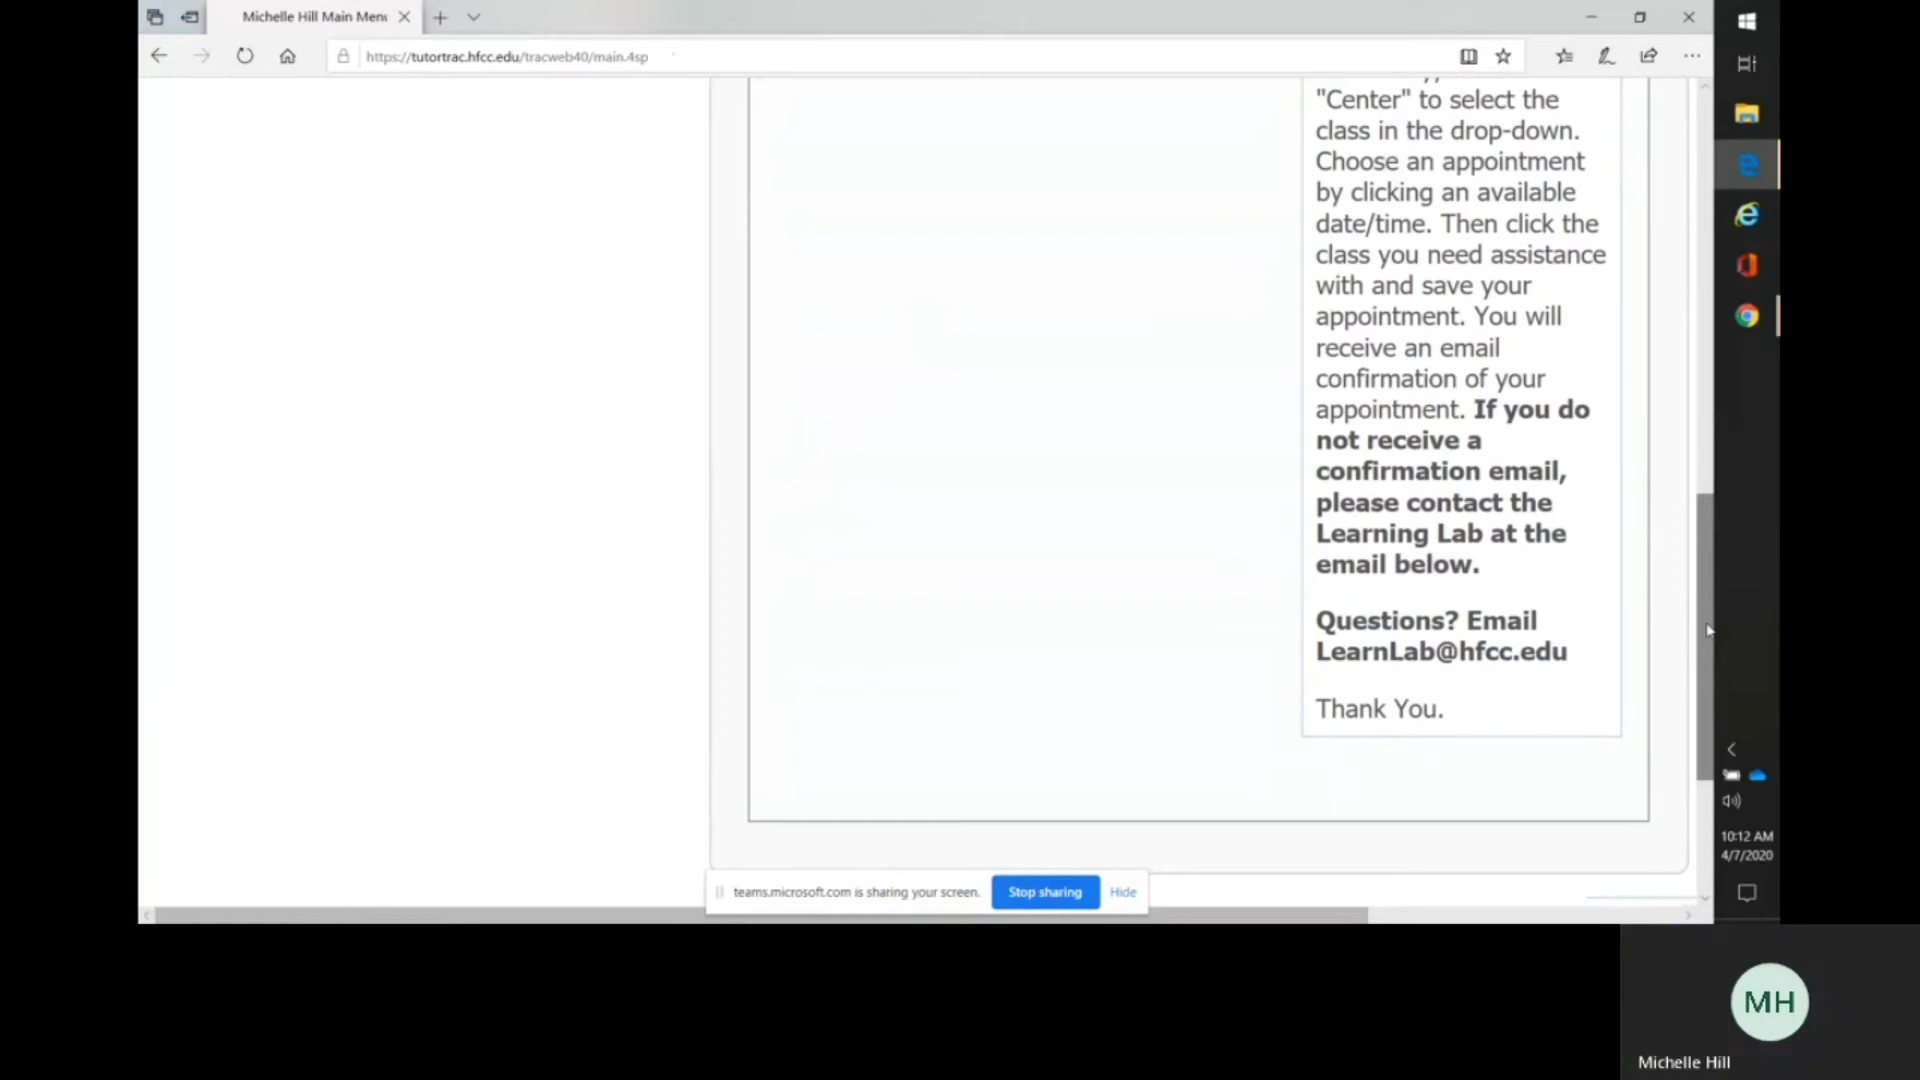 Michelle Hill Main Menu
https://tutortrac.hfcc.edu/tracweb40/main.4sp
"Center" to select the
class in the drop-down.
Choose an appointment
by clicking an available
date/time. Then click the
class you need assistance
with and save your
appointment. You will
receive an email
confirmation of your
appointment. If you do
not receive a
confirmation email,
please contact the
Learning Lab at the
email below.
Questions? Email
LearnLab@hfcc.edu
Thank You.
10:12 AM
4/7/2020
teams.microsoft.com is sharing your screen.
Stop sharing
Hide
MH
Michelle Hill